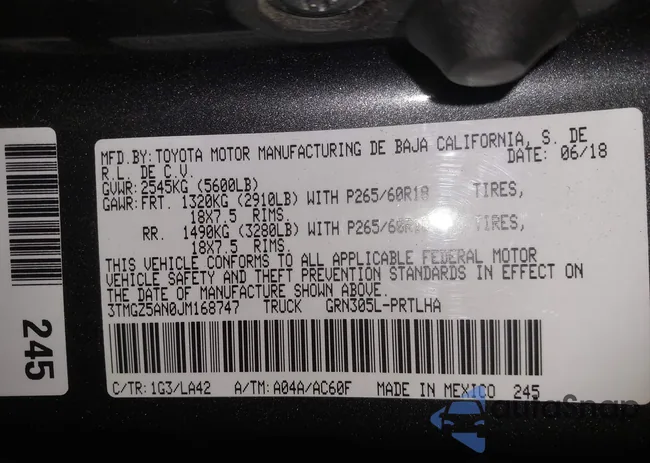 MFD.BY: TOYOTA MOTOR MANUFACTURING DE BAJA CALIFORNIA, S. DE
R.L. DE C.V. DATE: 06/18
GVWR: 2545KG (5600LB)
GAWR: FRT. 1320KG (2910LB) WITH P265/60R18 TIRES,
18X7.5 RIMS.
RR. 1490KG (3280LB) WITH TIRES,
18X7.5 RIMS.
THIS VEHICLE CONFORMS TO ALL APPLICABLE FEDERAL MOTOR
VEHICLE SAFETY AND THEFT PREVENTION STANDARDS IN EFFECT ON
THE DATE OF MANUFACTURE SHOWN ABOVE.
3TMGZ5AN0JM168747 TRUCK GRN305L-PRTLHA
C/TR: 1G3/LA42 A/TM: A04A/AC60F MADE IN MEXICO 245
245
autoSnap